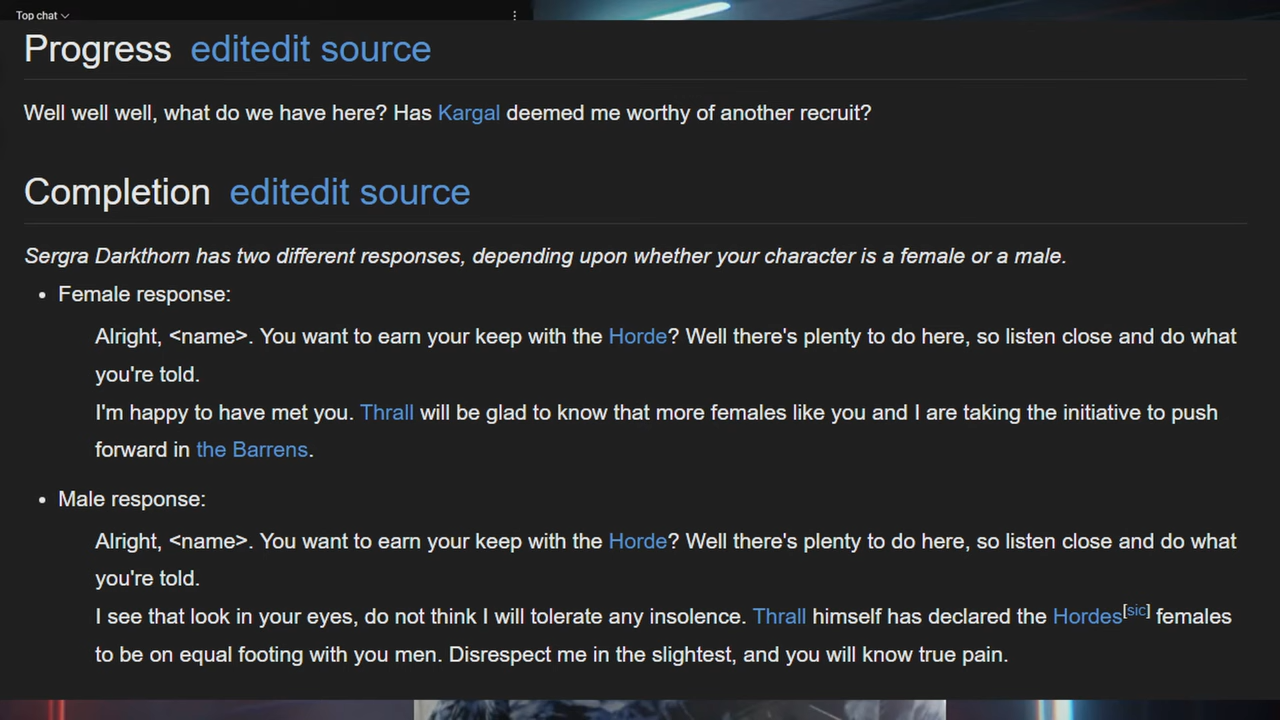 Top chat
Progress editedit source
Well well well, what do we have here? Has Kargal deemed me worthy of another recruit?
Completion editedit source
Sergra Darkthorn has two different responses, depending upon whether your character is a female or a male.
• Female response:
Alright, <name>. You want to earn your keep with the Horde? Well there's plenty to do here, so listen close and do what
you're told.
I'm happy to have met you. Thrall will be glad to know that more females like you and I are taking the initiative to push
forward in the Barrens.
• Male response:
Alright, <name>. You want to earn your keep with the Horde? Well there's plenty to do here, so listen close and do what
you're told.
I see that look in your eyes, do not think I will tolerate any insolence. Thrall himself has declared the Hordes[sic] females
to be on equal footing with you men. Disrespect me in the slightest, and you will know true pain.